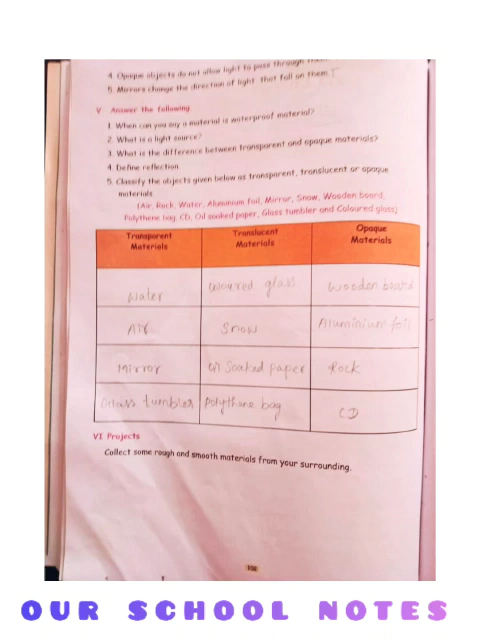 4. Opaque objects do not allow light to pass through them.
5. Mirrors change the direction of light that fall on them. T
V Answer the following
1. When can you say a material is waterproof material?
2. What is a light source?
3. What is the difference between transparent and opaque materials?
4. Define reflection.
5. Classify the objects given below as transparent, translucent or opaque
materials.
(Air, Rock, Water, Aluminium foil, Mirror, Snow, Wooden board,
Polythene bag, CD, Oil soaked paper, Glass tumbler and Coloured glass)
Transparent Materials Translucent Materials Opaque Materials
Water Coloured glass Wooden board
Air Snow Aluminium foil
Mirror Oil Soaked paper Rock
Glass tumbler Polythene bag CD
VI Projects
Collect some rough and smooth materials from your surrounding.
OUR SCHOOL NOTES